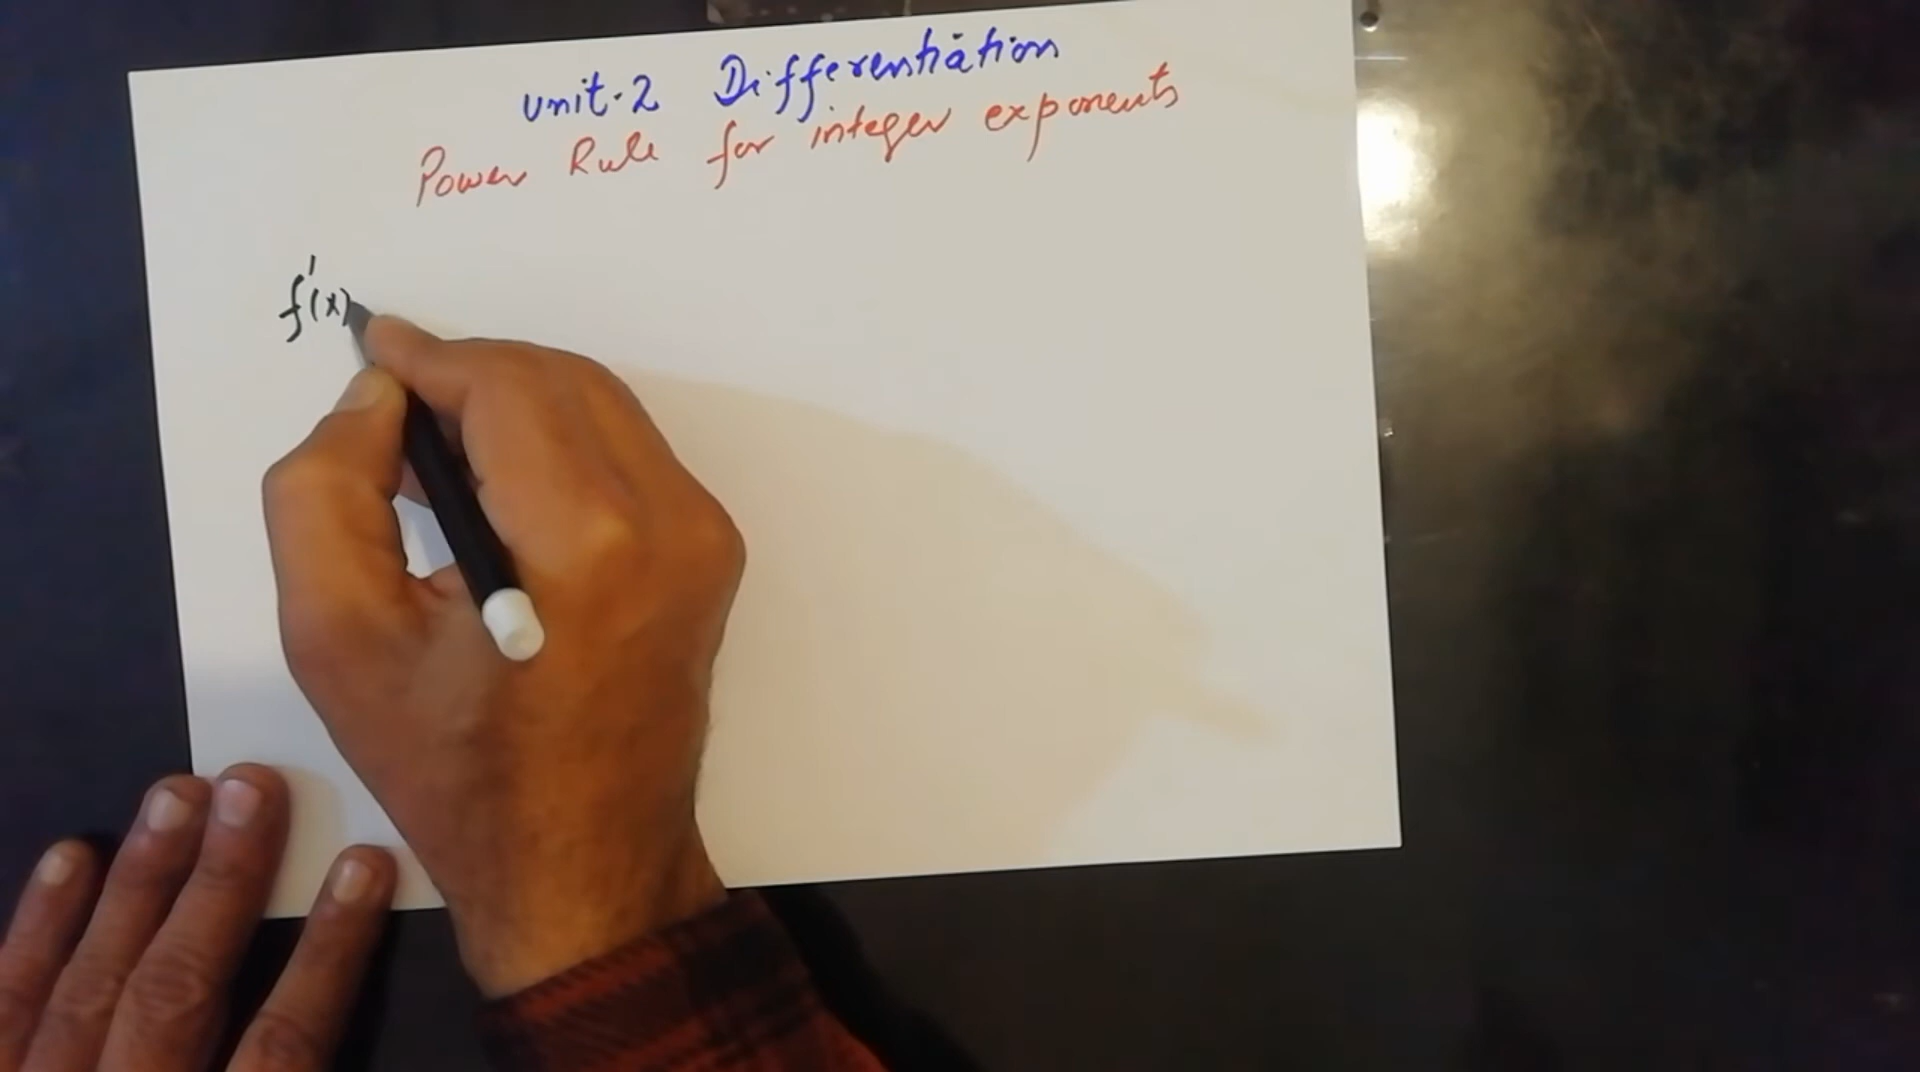 Unit-2 Differentiation
Power Rule for integer exponents
f'(x)